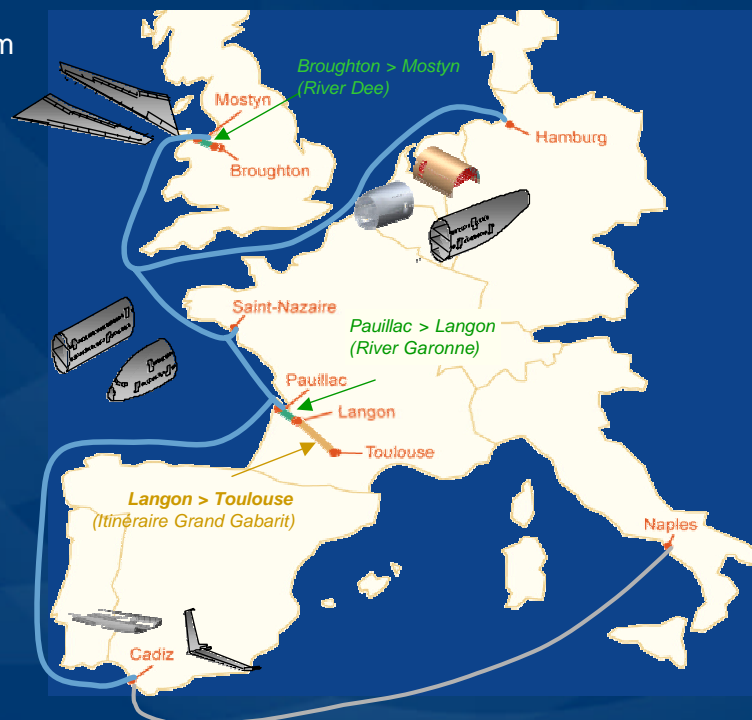 m
Broughton > Mostyn
(River Dee)
Mostyn
Hamburg
Broughton
Saint-Nazaire
Pauillac > Langon
(River Garonne)
Pauillac
Langon
Toulouse
Langon > Toulouse
(Itinéraire Grand Gabarit)
Naples
Cadiz